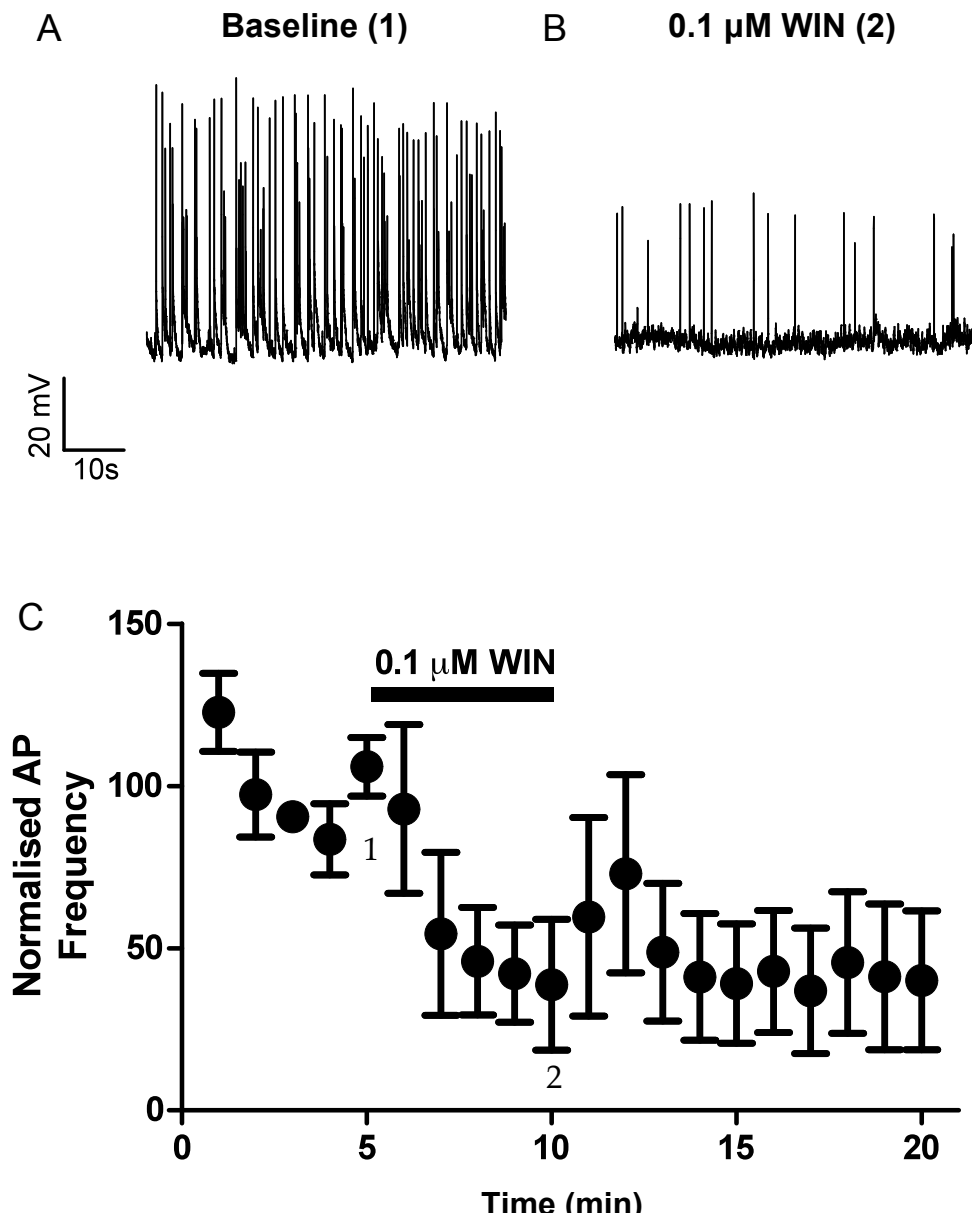 A Baseline (1) B 0.1 μM WIN (2)
20 mV
10s
C
0.1 μM WIN
Normalised AP
Frequency
150
100
50
0
1
2
0 5 10 15 20
Time (min)